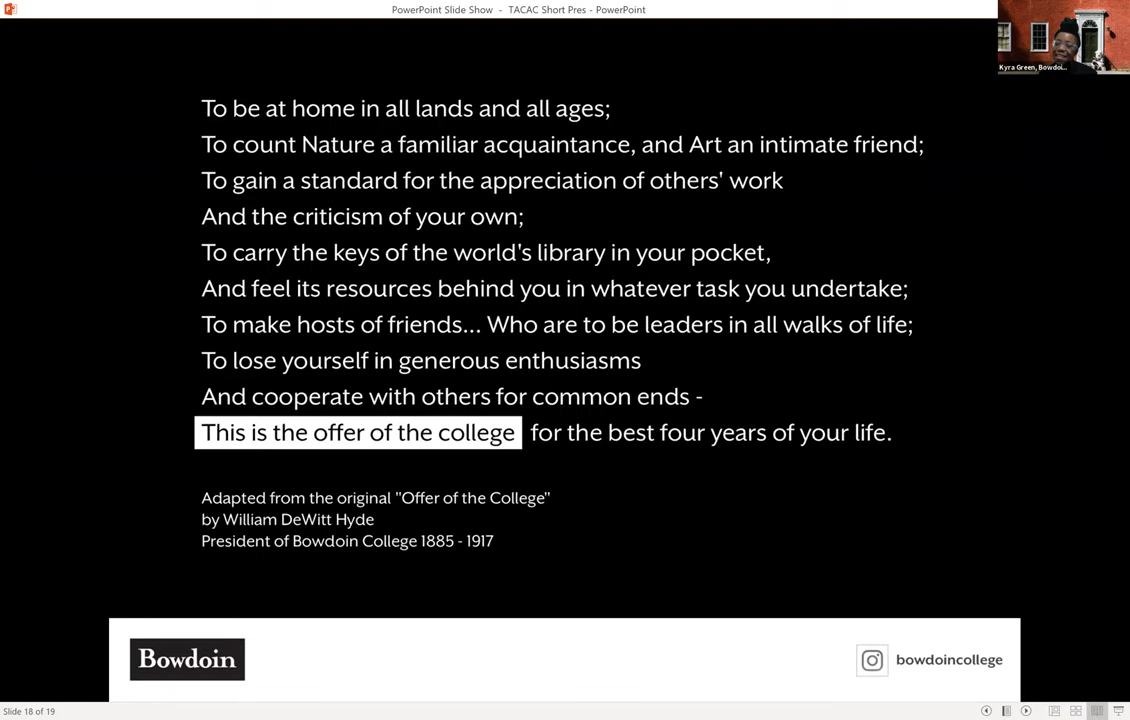 PowerPoint Slide Show - TACAC Short Pres - PowerPoint
Kyra Green, Bowdoi...
To be at home in all lands and all ages;
To count Nature a familiar acquaintance, and Art an intimate friend;
To gain a standard for the appreciation of others' work
And the criticism of your own;
To carry the keys of the world's library in your pocket,
And feel its resources behind you in whatever task you undertake;
To make hosts of friends... Who are to be leaders in all walks of life;
To lose yourself in generous enthusiasms
And cooperate with others for common ends -
This is the offer of the college for the best four years of your life.
Adapted from the original "Offer of the College"
by William DeWitt Hyde
President of Bowdoin College 1885 - 1917
Bowdoin
bowdoincollege
Slide 18 of 19